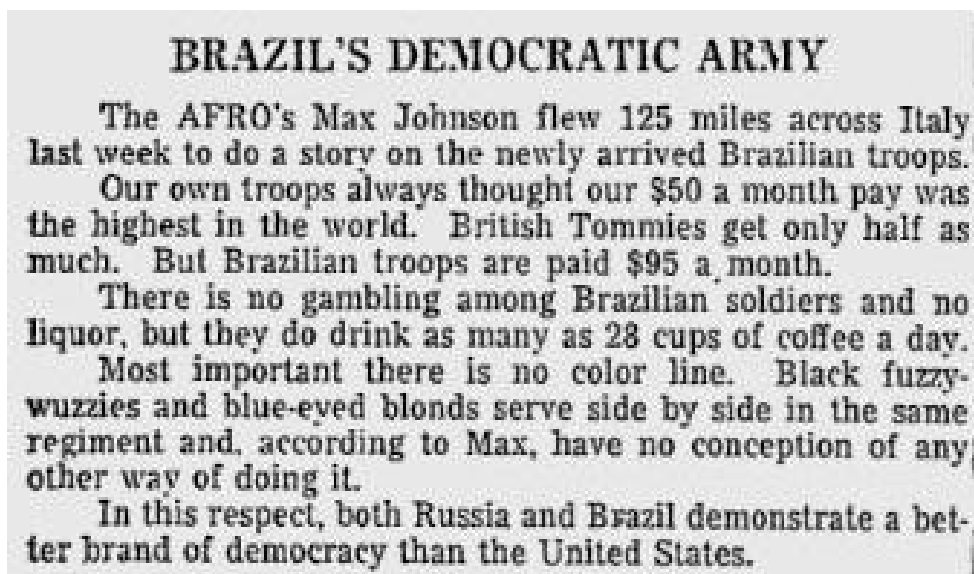 BRAZIL'S DEMOCRATIC ARMY
The AFRO's Max Johnson flew 125 miles across Italy
last week to do a story on the newly arrived Brazilian troops.
Our own troops always thought our $50 a month pay was
the highest in the world. British Tommies get only half as
much. But Brazilian troops are paid $95 a month.
There is no gambling among Brazilian soldiers and no
liquor, but they do drink as many as 28 cups of coffee a day.
Most important there is no color line. Black fuzzy-
wuzzies and blue-eyed blonds serve side by side in the same
regiment and, according to Max, have no conception of any
other way of doing it.
In this respect, both Russia and Brazil demonstrate a bet-
ter brand of democracy than the United States.